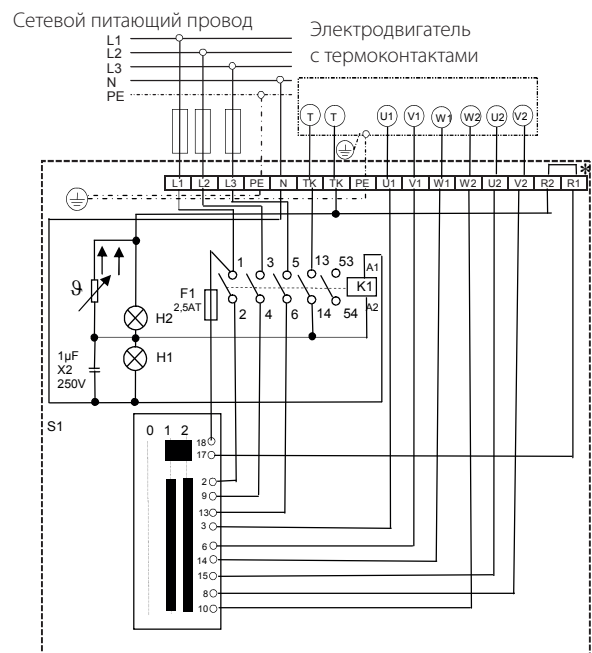 Сетевой питающий провод
Электродвигатель
с термоконтактами
L1
L2
L3
N
PE
T T U1 V1 W1 W2 U2 V2
L1 L2 L3 PE N TK TK PE U1 V1 W1 W2 U2 V2 R2 R1 *
1 3 5 13 53
A1
K1
A2
F1
2,5AT
2 4 6 14 54
ϑ
H2
H1
1µF
X2
250V
S1
0 1 2
18
17
2
9
13
3
6
14
15
8
10